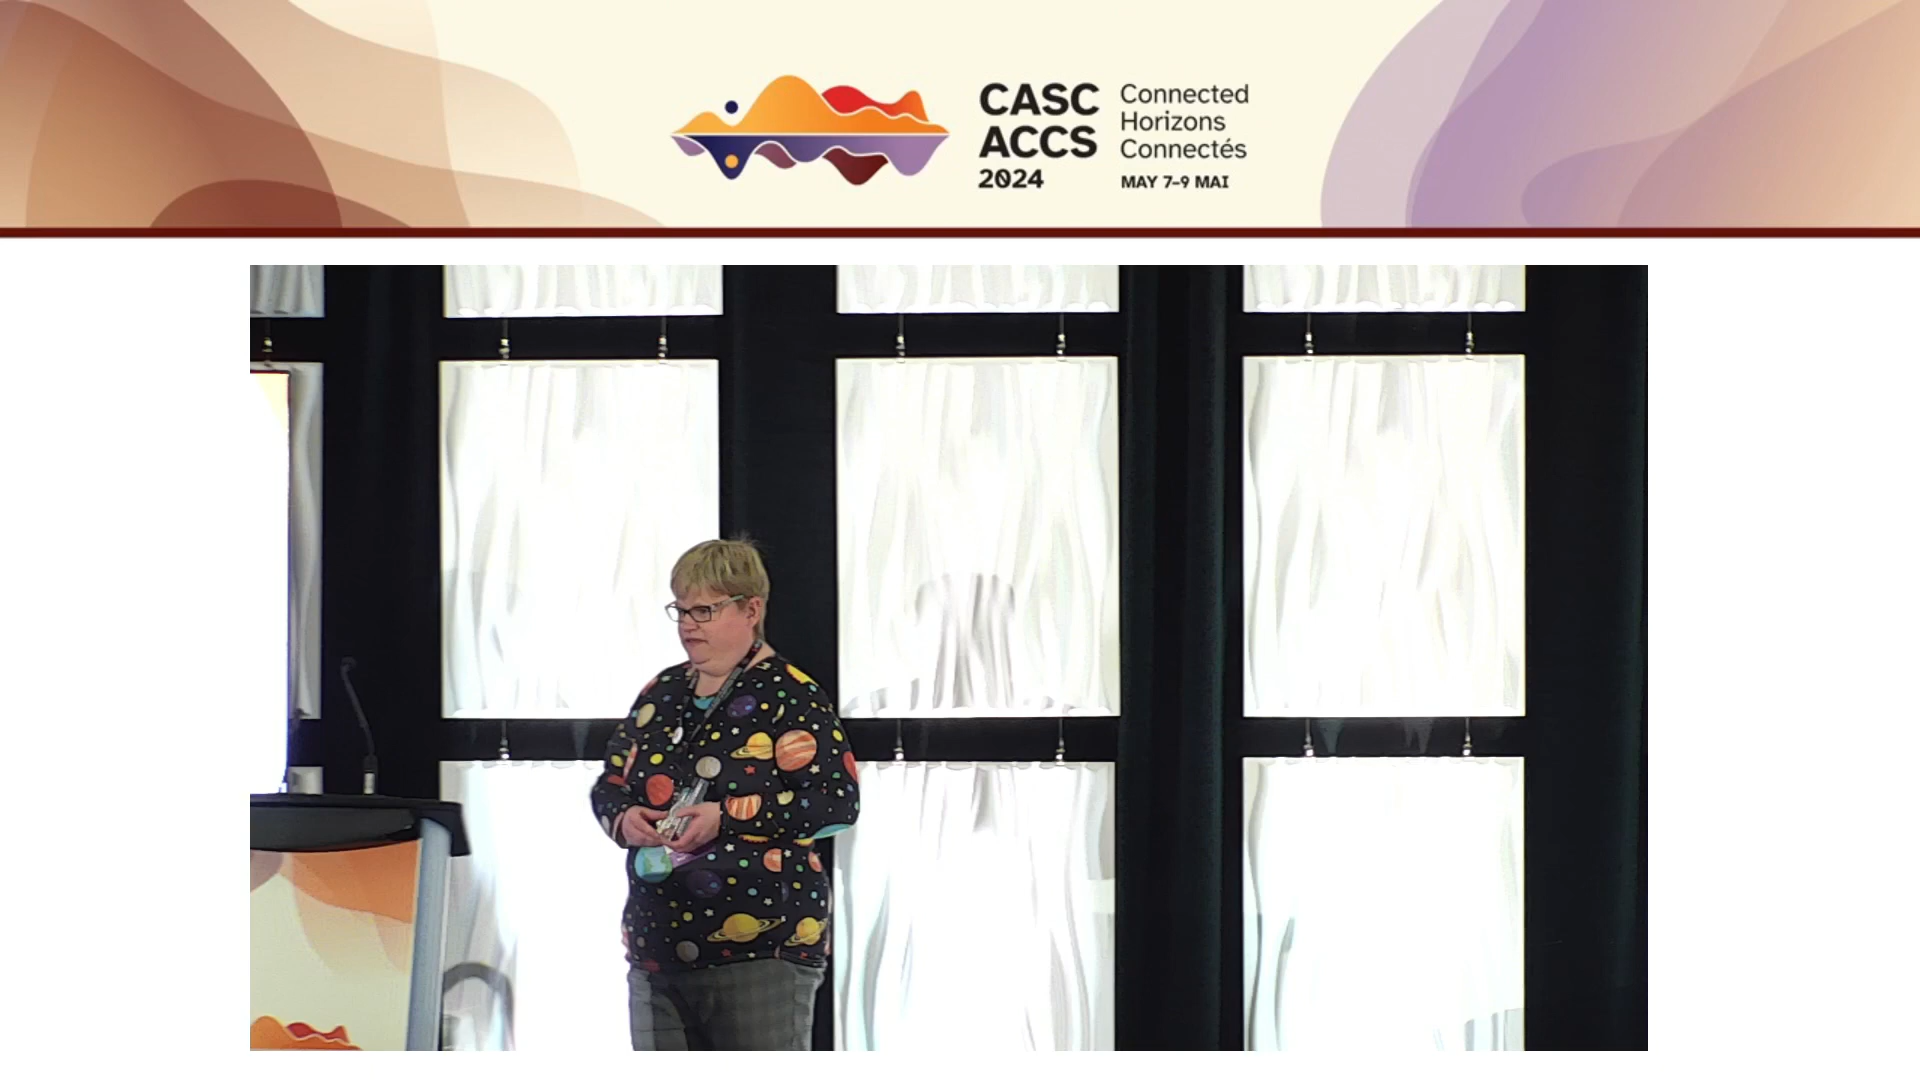 CASC
ACCS
2024
Connected
Horizons
Connectés
MAY 7–9 MAI